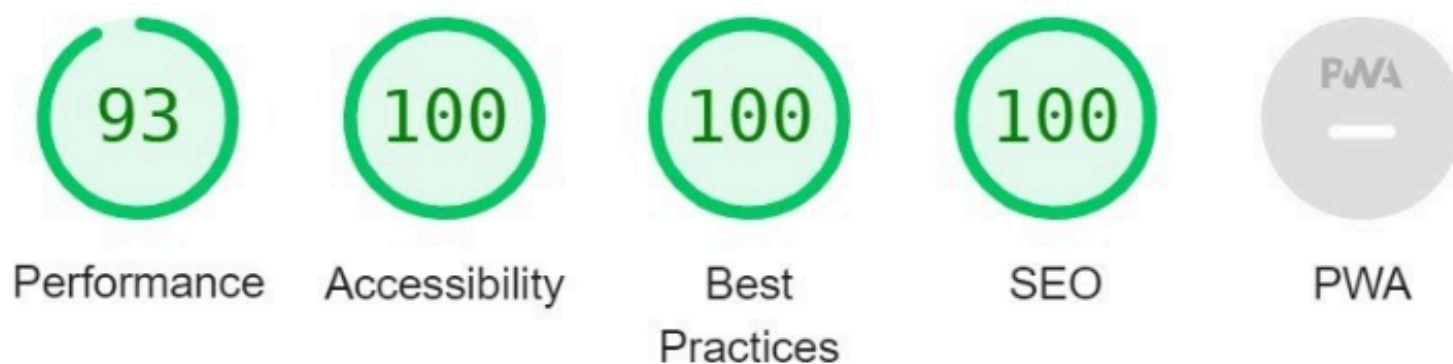 93
100
100
100
PWA
Performance
Accessibility
Best
Practices
SEO
PWA